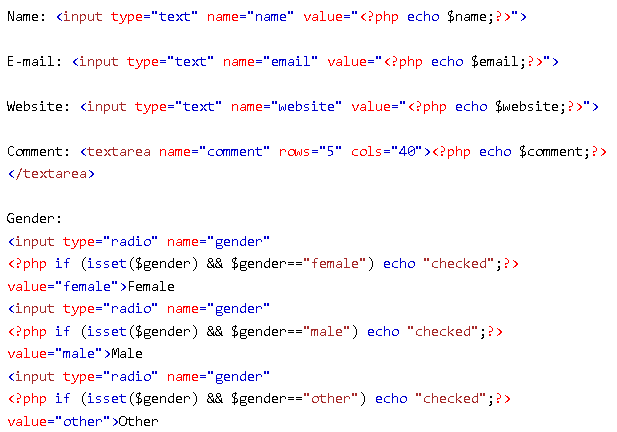 Name: <input type="text" name="name" value="<?php echo $name;?>">
E-mail: <input type="text" name="email" value="<?php echo $email;?>">
Website: <input type="text" name="website" value="<?php echo $website;?>">
Comment: <textarea name="comment" rows="5" cols="40"><?php echo $comment;?>
</textarea>
Gender:
<input type="radio" name="gender"
<?php if (isset($gender) && $gender=="female") echo "checked";?>
value="female">Female
<input type="radio" name="gender"
<?php if (isset($gender) && $gender=="male") echo "checked";?>
value="male">Male
<input type="radio" name="gender"
<?php if (isset($gender) && $gender=="other") echo "checked";?>
value="other">Other